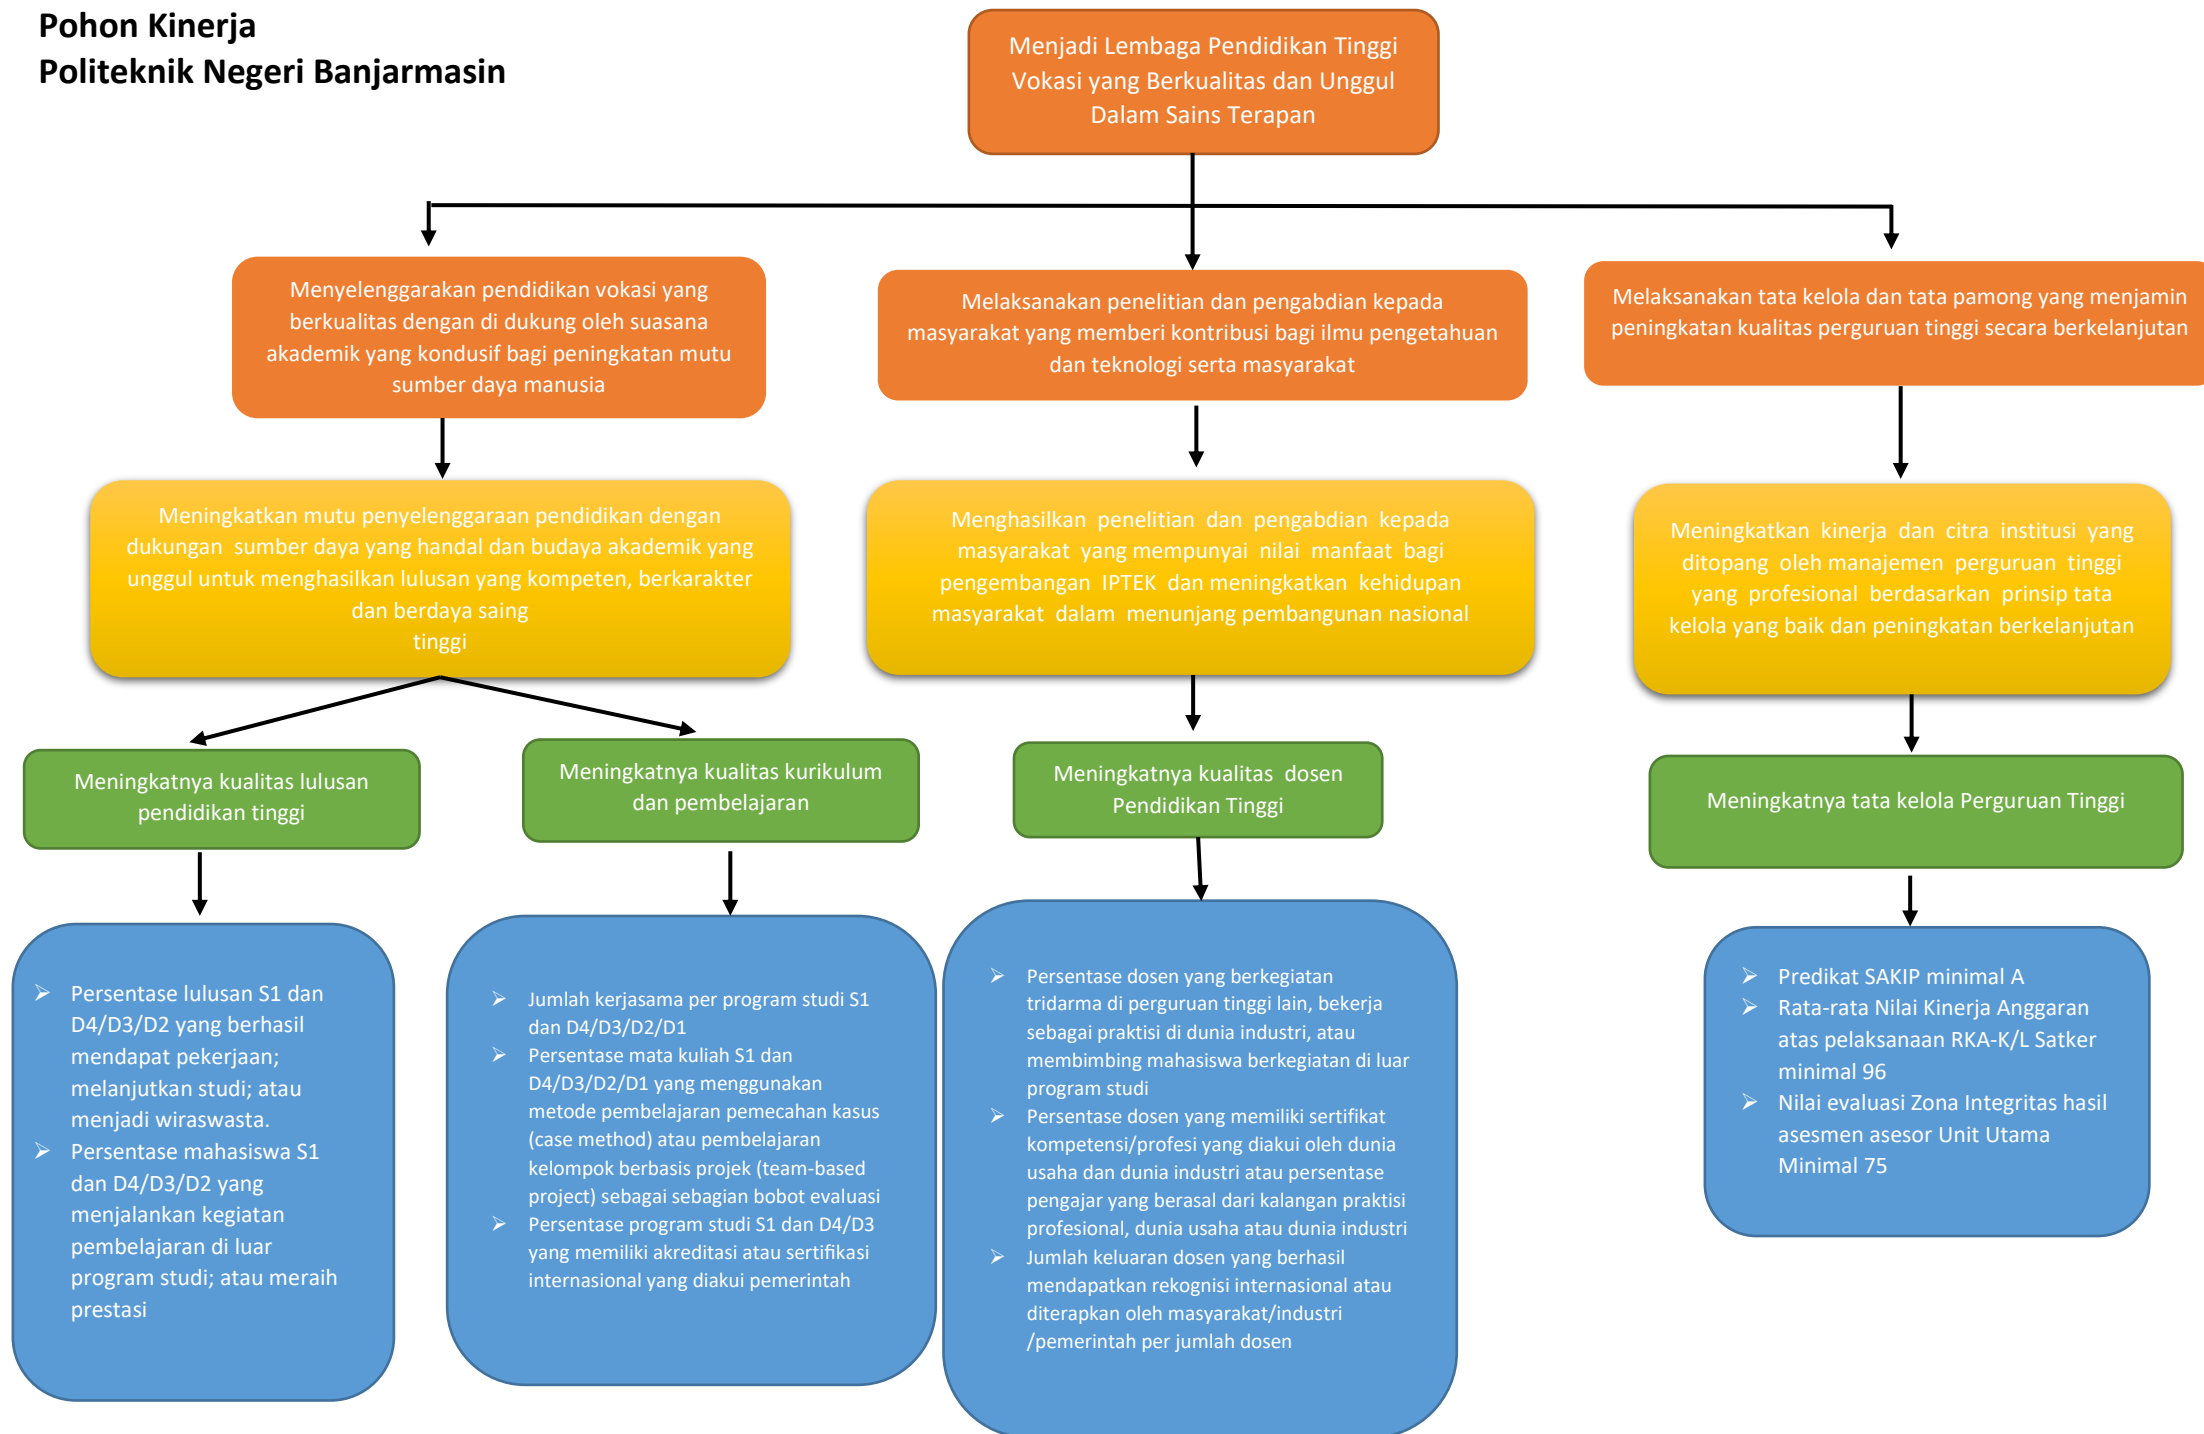 Pohon Kinerja
Politeknik Negeri Banjarmasin
Menjadi Lembaga Pendidikan Tinggi
Vokasi yang Berkualitas dan Unggul
Dalam Sains Terapan
Menyelenggarakan pendidikan vokasi yang
berkualitas dengan di dukung oleh suasana
akademik yang kondusif bagi peningkatan mutu
sumber daya manusia
Melaksanakan penelitian dan pengabdian kepada
masyarakat yang memberi kontribusi bagi ilmu pengetahuan
dan teknologi serta masyarakat
Melaksanakan tata kelola dan tata pamong yang menjamin
peningkatan kualitas perguruan tinggi secara berkelanjutan
Meningkatkan mutu penyelenggaraan pendidikan dengan
dukungan sumber daya yang handal dan budaya akademik yang
unggul untuk menghasilkan lulusan yang kompeten, berkarakter
dan berdaya saing
tinggi
Menghasilkan penelitian dan pengabdian kepada
masyarakat yang mempunyai nilai manfaat bagi
pengembangan IPTEK dan meningkatkan kehidupan
masyarakat dalam menunjang pembangunan nasional
Meningkatkan kinerja dan citra institusi yang
ditopang oleh manajemen perguruan tinggi
yang profesional berdasarkan prinsip tata
kelola yang baik dan peningkatan berkelanjutan
Meningkatnya kualitas lulusan
pendidikan tinggi
Meningkatnya kualitas kurikulum
dan pembelajaran
Meningkatnya kualitas dosen
Pendidikan Tinggi
Meningkatnya tata kelola Perguruan Tinggi
➢ Persentase lulusan S1 dan
D4/D3/D2 yang berhasil
mendapat pekerjaan;
melanjutkan studi; atau
menjadi wiraswasta.
➢ Persentase mahasiswa S1
dan D4/D3/D2 yang
menjalankan kegiatan
pembelajaran di luar
program studi; atau meraih
prestasi
➢ Jumlah kerjasama per program studi S1
dan D4/D3/D2/D1
➢ Persentase mata kuliah S1 dan
D4/D3/D2/D1 yang menggunakan
metode pembelajaran pemecahan kasus
(case method) atau pembelajaran
kelompok berbasis projek (team-based
project) sebagai sebagian bobot evaluasi
➢ Persentase program studi S1 dan D4/D3
yang memiliki akreditasi atau sertifikasi
internasional yang diakui pemerintah
➢ Persentase dosen yang berkegiatan
tridarma di perguruan tinggi lain, bekerja
sebagai praktisi di dunia industri, atau
membimbing mahasiswa berkegiatan di luar
program studi
➢ Persentase dosen yang memiliki sertifikat
kompetensi/profesi yang diakui oleh dunia
usaha dan dunia industri atau persentase
pengajar yang berasal dari kalangan praktisi
profesional, dunia usaha atau dunia industri
➢ Jumlah keluaran dosen yang berhasil
mendapatkan rekognisi internasional atau
diterapkan oleh masyarakat/industri
/pemerintah per jumlah dosen
➢ Predikat SAKIP minimal A
➢ Rata-rata Nilai Kinerja Anggaran
atas pelaksanaan RKA-K/L Satker
minimal 96
➢ Nilai evaluasi Zona Integritas hasil
asesmen asesor Unit Utama
Minimal 75